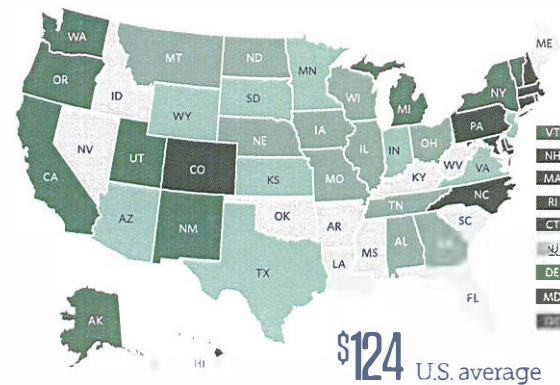 WA
ME
MT
ND
OR
MN
ID
SD
WI
NY
WY
MI
IA
PA
NE
NV
IL
IN
OH
UT
CO
WV
VA
CA
KS
MO
KY
NC
TN
AZ
NM
OK
AR
SC
MS
AL
TX
LA
FL
AK
HI
VT
NH
MA
RI
CT
DE
MD
$124 U.S. average